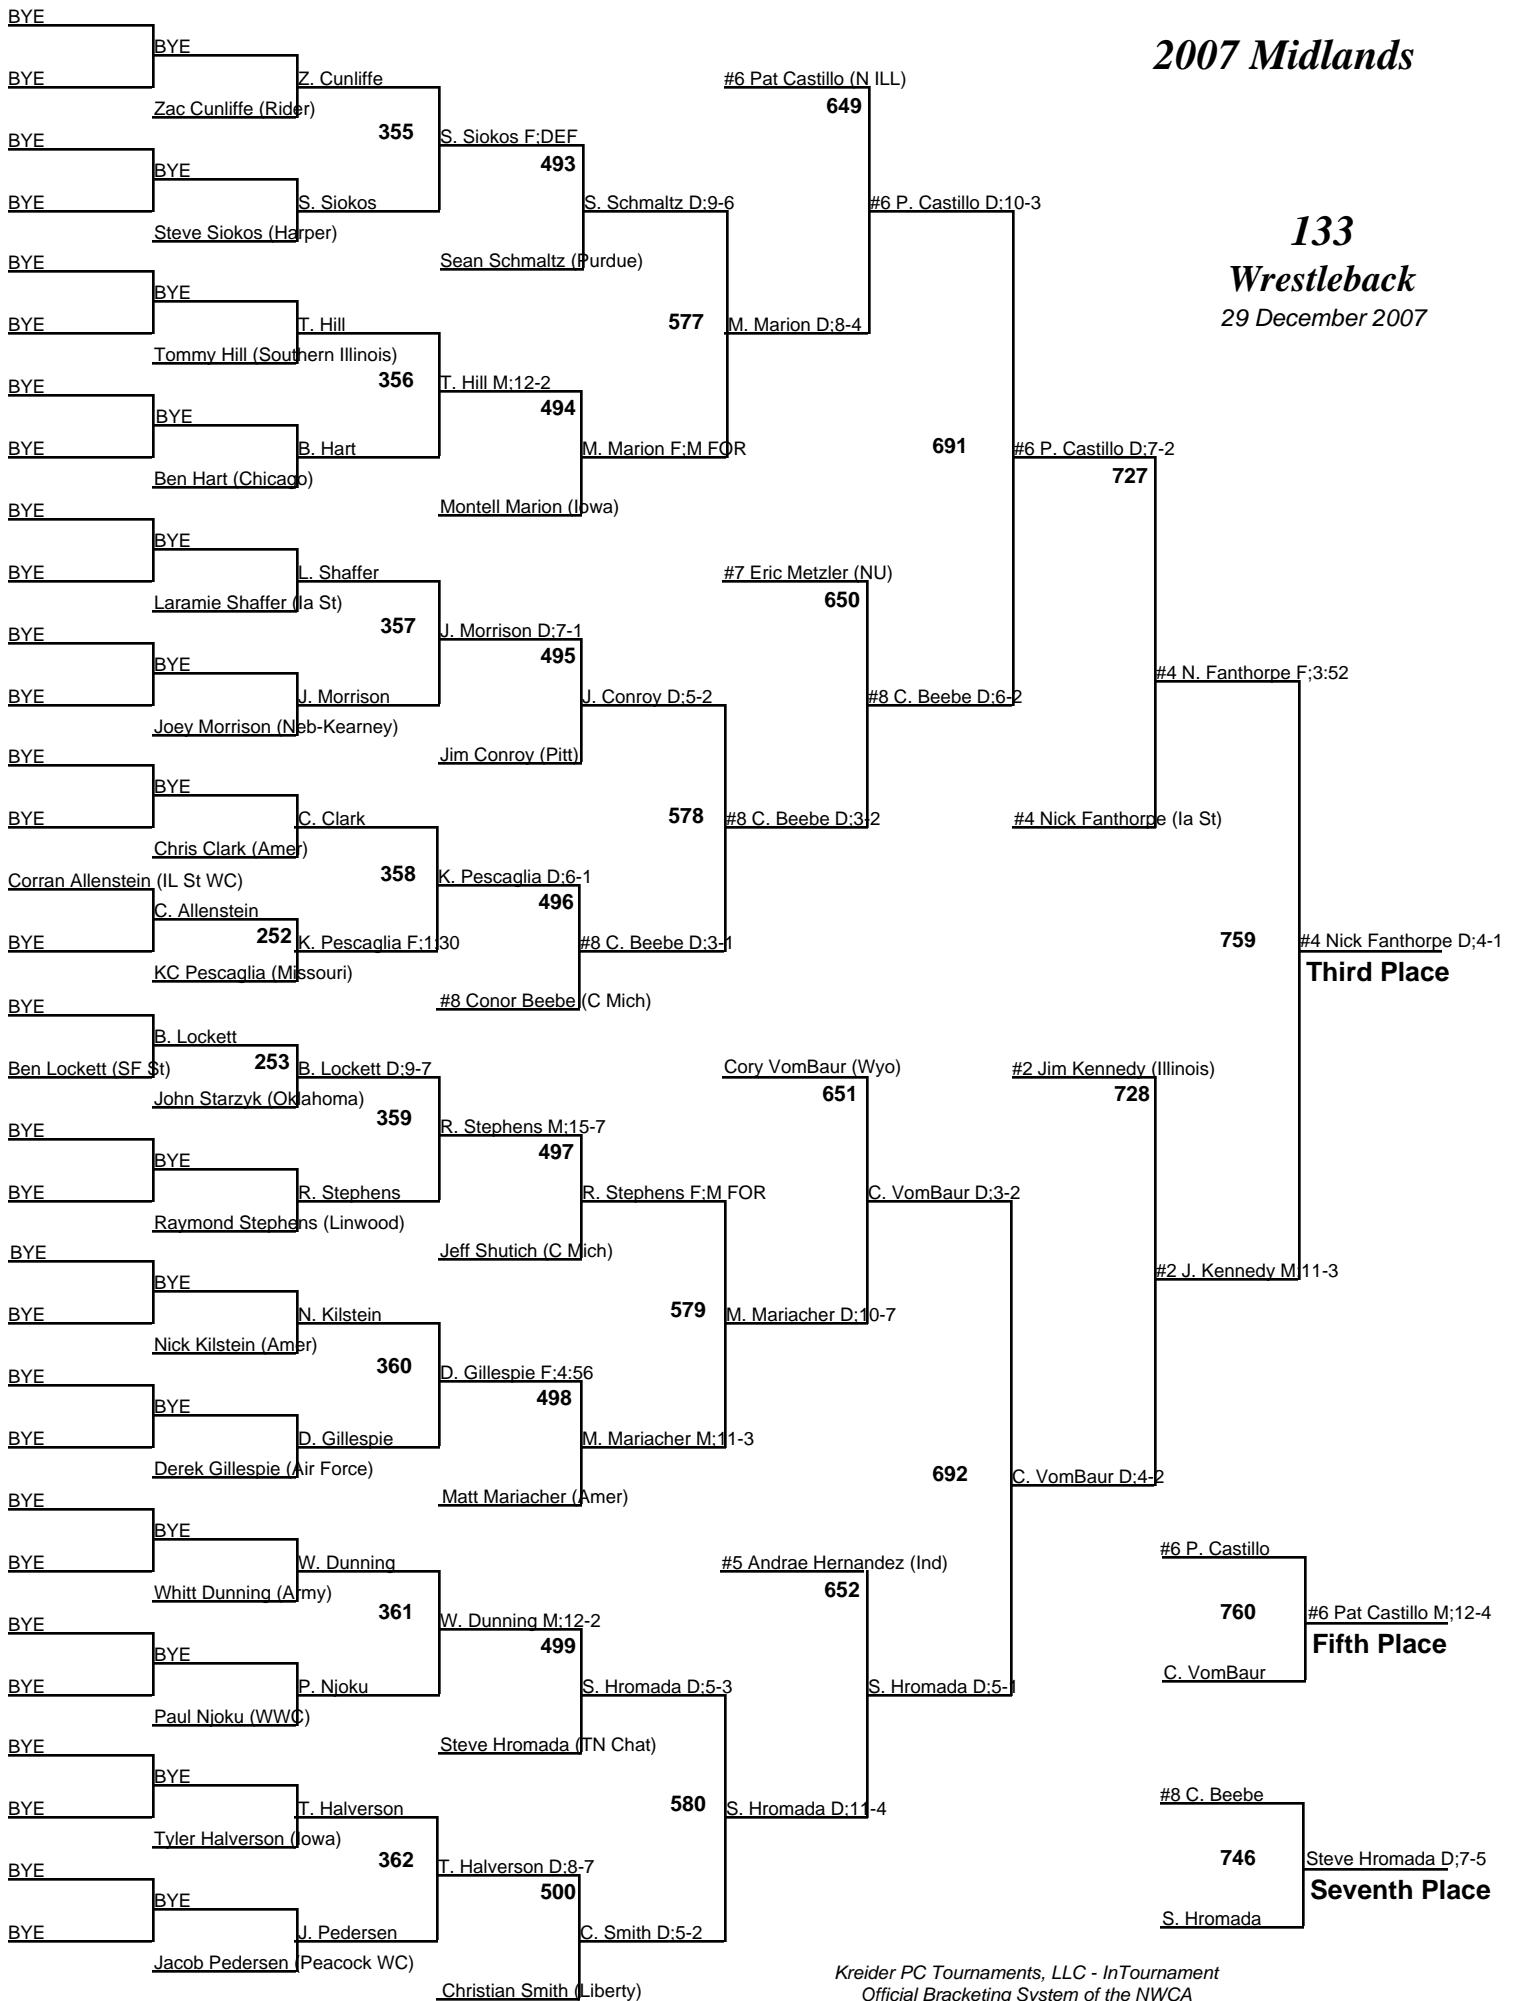 2007 Midlands
133
Wrestleback
29 December 2007
BYE
BYE
BYE
Z. Cunliffe
Zac Cunliffe (Rider)
355
S. Siokos F;DEF
BYE
BYE
BYE
S. Siokos
Steve Siokos (Harper)
493
S. Schmaltz D;9-6
Sean Schmaltz (Purdue)
BYE
BYE
BYE
T. Hill
Tommy Hill (Southern Illinois)
356
T. Hill M;12-2
BYE
BYE
BYE
B. Hart
Ben Hart (Chicago)
494
M. Marion F;M FOR
Montell Marion (Iowa)
577
M. Marion D;8-4
#6 Pat Castillo (N ILL)
649
#6 P. Castillo D;10-3
BYE
BYE
BYE
L. Shaffer
Laramie Shaffer (Ia St)
357
J. Morrison D;7-1
BYE
BYE
BYE
J. Morrison
Joey Morrison (Neb-Kearney)
495
J. Conroy D;5-2
Jim Conroy (Pitt)
BYE
BYE
BYE
C. Clark
Chris Clark (Amer)
358
K. Pescaglia D;6-1
Corran Allenstein (IL St WC)
C. Allenstein
BYE
252
K. Pescaglia F;1:30
KC Pescaglia (Missouri)
496
#8 C. Beebe D;3-1
#8 Conor Beebe (C Mich)
578
#8 C. Beebe D;3-2
#7 Eric Metzler (NU)
650
#8 C. Beebe D;6-2
691
#6 P. Castillo D;7-2
727
#4 Nick Fanthorpe (Ia St)
#4 N. Fanthorpe F;3:52
BYE
B. Lockett
Ben Lockett (SF St)
253
B. Lockett D;9-7
John Starzyk (Oklahoma)
359
R. Stephens M;15-7
BYE
BYE
BYE
R. Stephens
Raymond Stephens (Linwood)
497
R. Stephens F;M FOR
Jeff Shutich (C Mich)
BYE
BYE
BYE
N. Kilstein
Nick Kilstein (Amer)
360
D. Gillespie F;4:56
BYE
BYE
BYE
D. Gillespie
Derek Gillespie (Air Force)
498
M. Mariacher M;11-3
Matt Mariacher (Amer)
579
M. Mariacher D;10-7
Cory VomBaur (Wyo)
651
C. VomBaur D;3-2
BYE
BYE
BYE
W. Dunning
Whitt Dunning (Army)
361
W. Dunning M;12-2
BYE
BYE
BYE
P. Njoku
Paul Njoku (WWC)
499
S. Hromada D;5-3
Steve Hromada (TN Chat)
BYE
BYE
BYE
T. Halverson
Tyler Halverson (Iowa)
362
T. Halverson D;8-7
BYE
BYE
BYE
J. Pedersen
Jacob Pedersen (Peacock WC)
500
C. Smith D;5-2
Christian Smith (Liberty)
580
S. Hromada D;11-4
#5 Andrae Hernandez (Ind)
652
S. Hromada D;5-1
692
C. VomBaur D;4-2
#2 Jim Kennedy (Illinois)
728
#2 J. Kennedy M;11-3
759
#4 Nick Fanthorpe D;4-1
Third Place
#6 P. Castillo
760
#6 Pat Castillo M;12-4
Fifth Place
C. VomBaur
#8 C. Beebe
746
Steve Hromada D;7-5
Seventh Place
S. Hromada
Kreider PC Tournaments, LLC - InTournament
Official Bracketing System of the NWCA